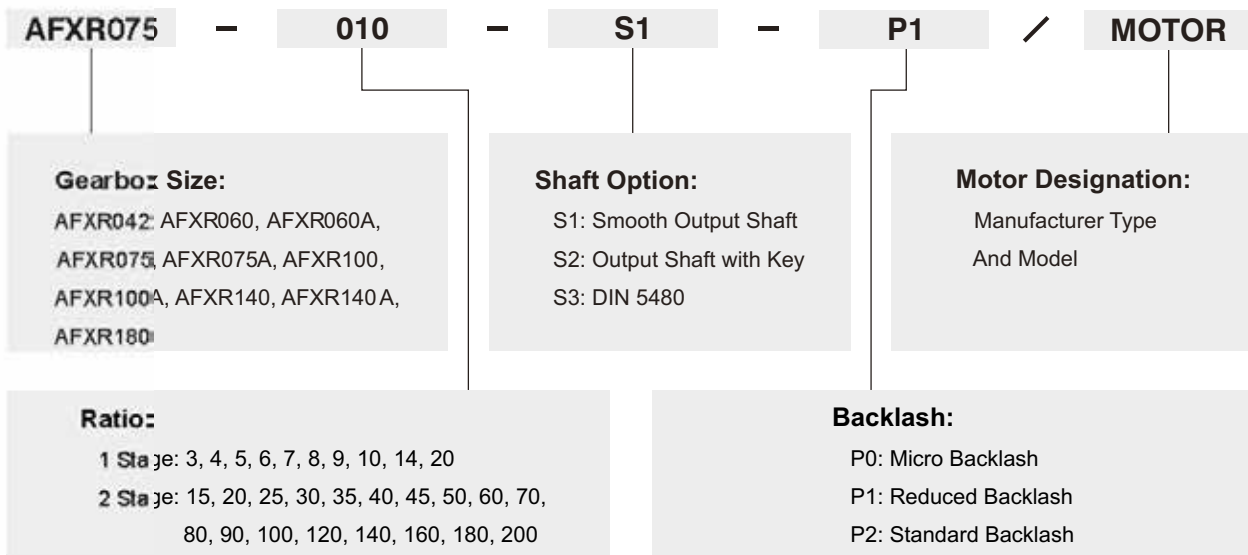 AFXR075 – 010 – S1 – P1 / MOTOR
Gearbox Size:
AFXR042, AFXR060, AFXR060A,
AFXR075, AFXR075A, AFXR100,
AFXR100A, AFXR140, AFXR140A,
AFXR180
Shaft Option:
S1: Smooth Output Shaft
S2: Output Shaft with Key
S3: DIN 5480
Motor Designation:
Manufacturer Type
And Model
Ratio:
1 Stage: 3, 4, 5, 6, 7, 8, 9, 10, 14, 20
2 Stage: 15, 20, 25, 30, 35, 40, 45, 50, 60, 70,
80, 90, 100, 120, 140, 160, 180, 200
Backlash:
P0: Micro Backlash
P1: Reduced Backlash
P2: Standard Backlash